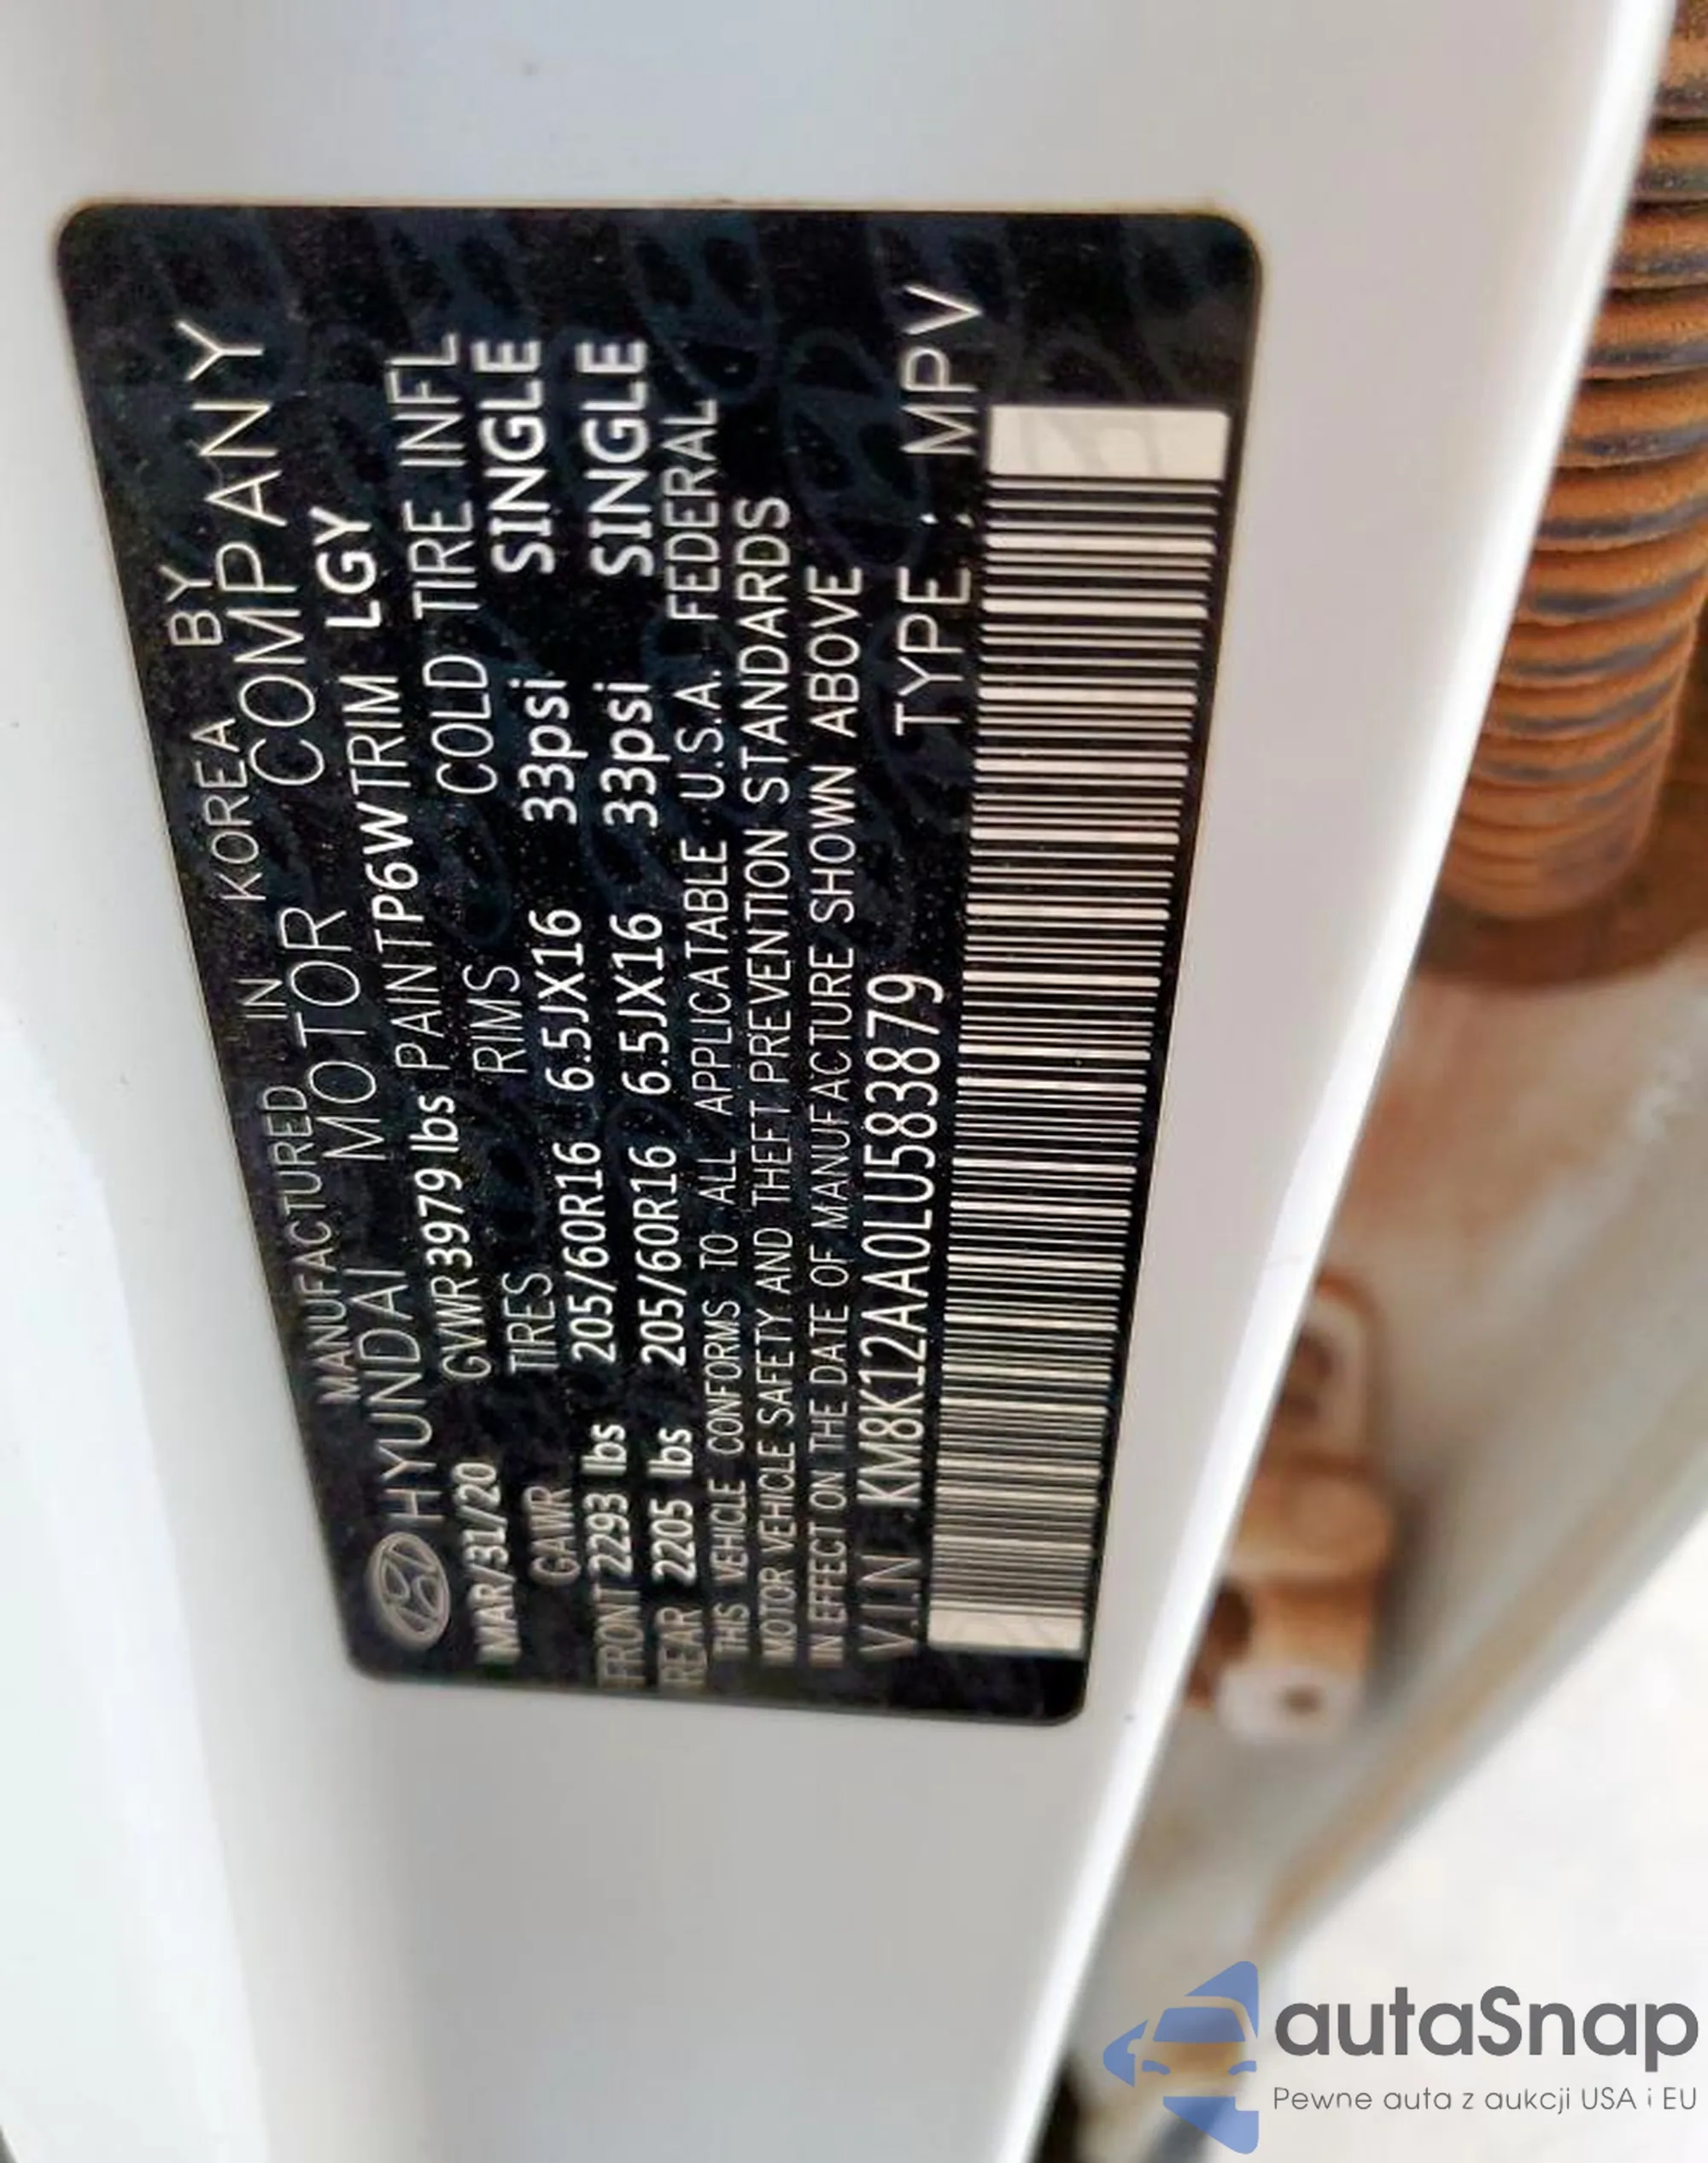 MANUFACTURED IN KOREA BY
HYUNDAI MOTOR COMPANY
MAR/31/20 GVWR 3979 lbs PAINT P6W TRIM LGY
GAWR TIRES RIMS COLD TIRE INFL
FRONT 2293 lbs 205/60R16 6.5JX16 33psi SINGLE
REAR 2205 lbs 205/60R16 6.5JX16 33psi SINGLE
THIS VEHICLE CONFORMS TO ALL APPLICATABLE U.S.A. FEDERAL
MOTOR VEHICLE SAFETY AND THEFT PREVENTION STANDARDS
IN EFFECT ON THE DATE OF MANUFACTURE SHOWN ABOVE
V.I.N : KM8K12AA0LU583879 TYPE : MPV
autaSnap
Pewne auta z aukcji USA i EU